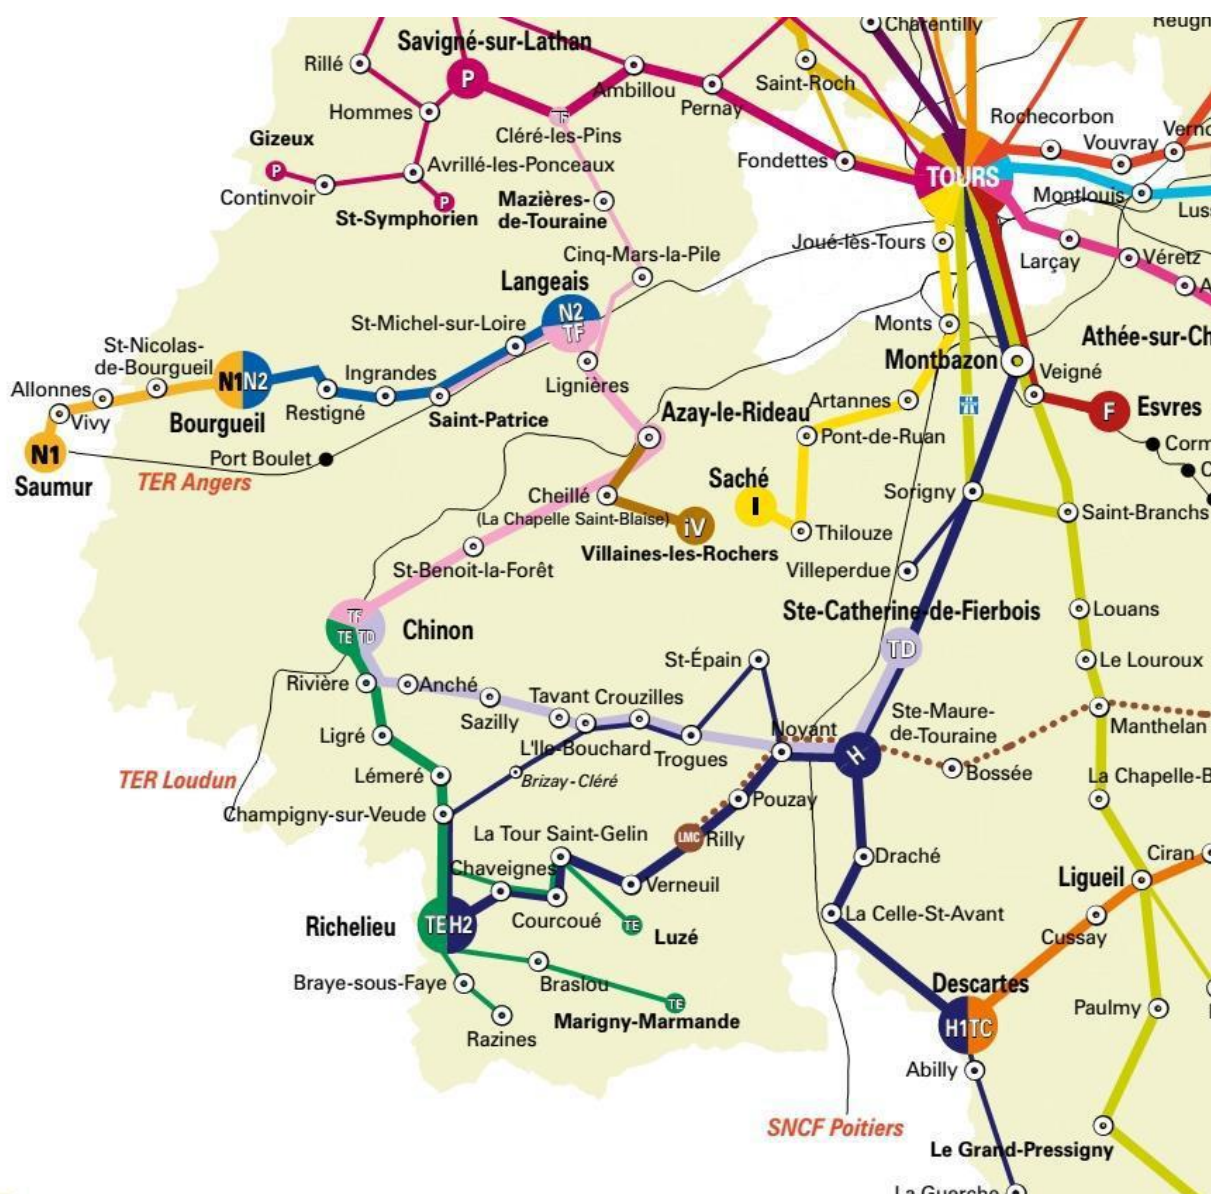 Charentilly
Reugn
Savigné-sur-Lathan
Rillé
P
Ambillou
Saint-Roch
Pernay
Hommes
TF
Cléré-les-Pins
Rochecorbon
Vouvray
Verno
Gizeux
P
Avrillé-les-Ponceaux
Fondettes
TOURS
Continvoir
P
St-Symphorien
Mazières-
de-Touraine
Montlouis
Luss
Joué-lès-Tours
Cinq-Mars-la-Pile
Larçay
Véretz
A
Langeais
N2
TF
St-Michel-sur-Loire
Monts
Athée-sur-Ch
St-Nicolas-
de-Bourgueil
Montbazon
Veigné
Allonnes
N1
N2
Ingrandes
Lignières
Vivy
Bourgueil
Restigné
Saint-Patrice
Azay-le-Rideau
Artannes
F
Esvres
N1
Saumur
Port Boulet
TER Angers
Pont-de-Ruan
Corm
C
Saché
I
Cheillé
(La Chapelle Saint-Blaise)
iV
Villaines-les-Rochers
Sorigny
Saint-Branchs
Thilouze
St-Benoit-la-Forêt
Villeperdue
TF
TE
TD
Chinon
Ste-Catherine-de-Fierbois
TD
Louans
St-Épain
Le Louroux
Rivière
Anché
Sazilly
Tavant
Crouzilles
Ste-Maure-
de-Touraine
Manthelan
Ligré
L'Ile-Bouchard
Trogues
Noyant
H
TER Loudun
Lémeré
Brizay-Cléré
Bossée
La Chapelle-B
Champigny-sur-Veude
Pouzay
La Tour Saint-Gelin
LMC
Rilly
Draché
Ciran
Chaveignes
Verneuil
Ligueil
Richelieu
TE
H2
Courcoué
TE
Luzé
La Celle-St-Avant
Cussay
Braye-sous-Faye
Braslou
TE
Marigny-Marmande
Descartes
H1
TC
Paulmy
Razines
Abilly
SNCF Poitiers
Le Grand-Pressigny
La Guerche